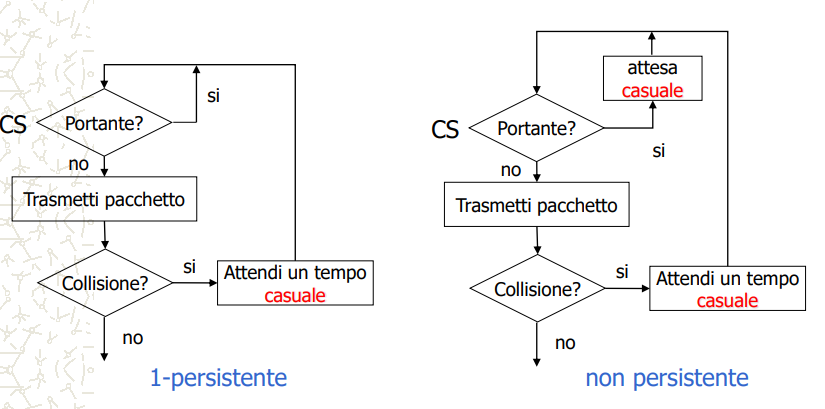 CS
Portante?
si
no
Trasmetti pacchetto
Collisione?
si
Attendi un tempo
casuale
no
1-persistente
attesa
casuale
CS
Portante?
si
no
Trasmetti pacchetto
Collisione?
si
Attendi un tempo
casuale
no
non persistente